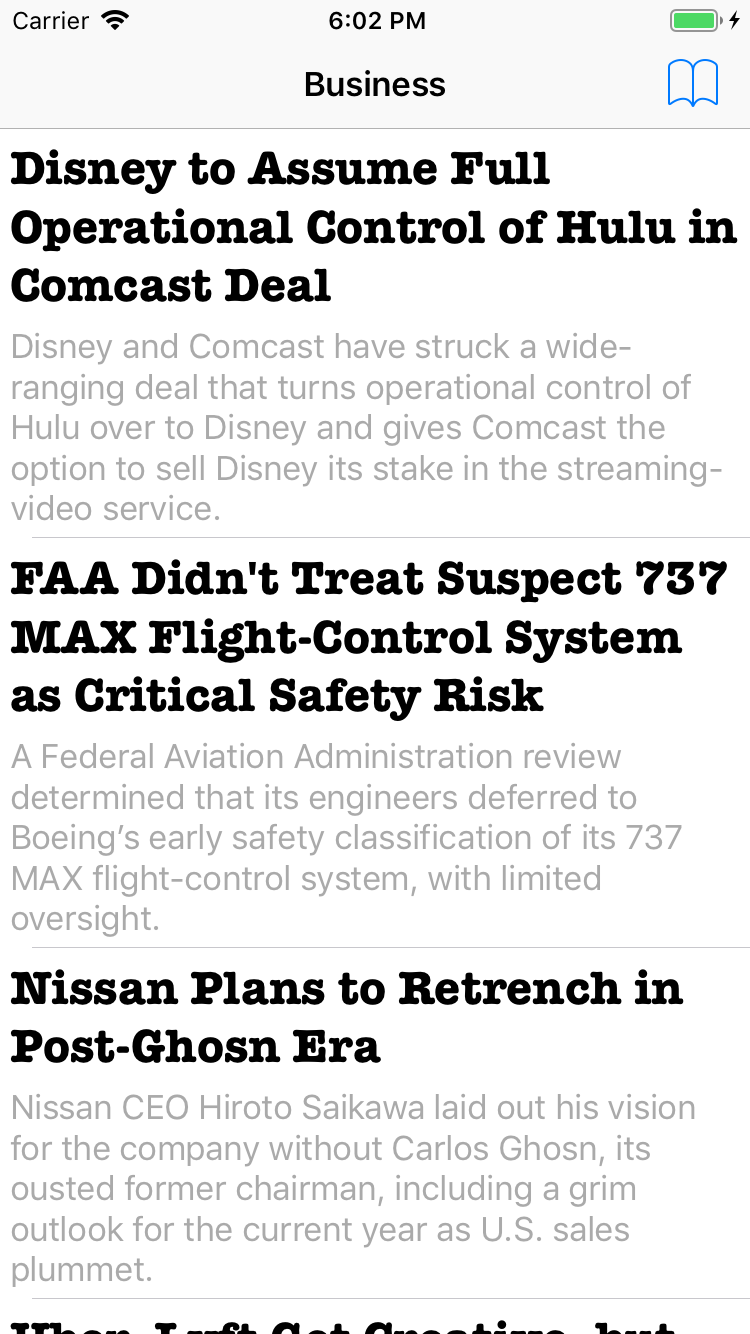 Carrier 6:02 PM
Business
Disney to Assume Full
Operational Control of Hulu in
Comcast Deal
Disney and Comcast have struck a wide-
ranging deal that turns operational control of
Hulu over to Disney and gives Comcast the
option to sell Disney its stake in the streaming-
video service.
FAA Didn't Treat Suspect 737
MAX Flight-Control System
as Critical Safety Risk
A Federal Aviation Administration review
determined that its engineers deferred to
Boeing’s early safety classification of its 737
MAX flight-control system, with limited
oversight.
Nissan Plans to Retrench in
Post-Ghosn Era
Nissan CEO Hiroto Saikawa laid out his vision
for the company without Carlos Ghosn, its
ousted former chairman, including a grim
outlook for the current year as U.S. sales
plummet.
Uber, Lyft Get Creative, but